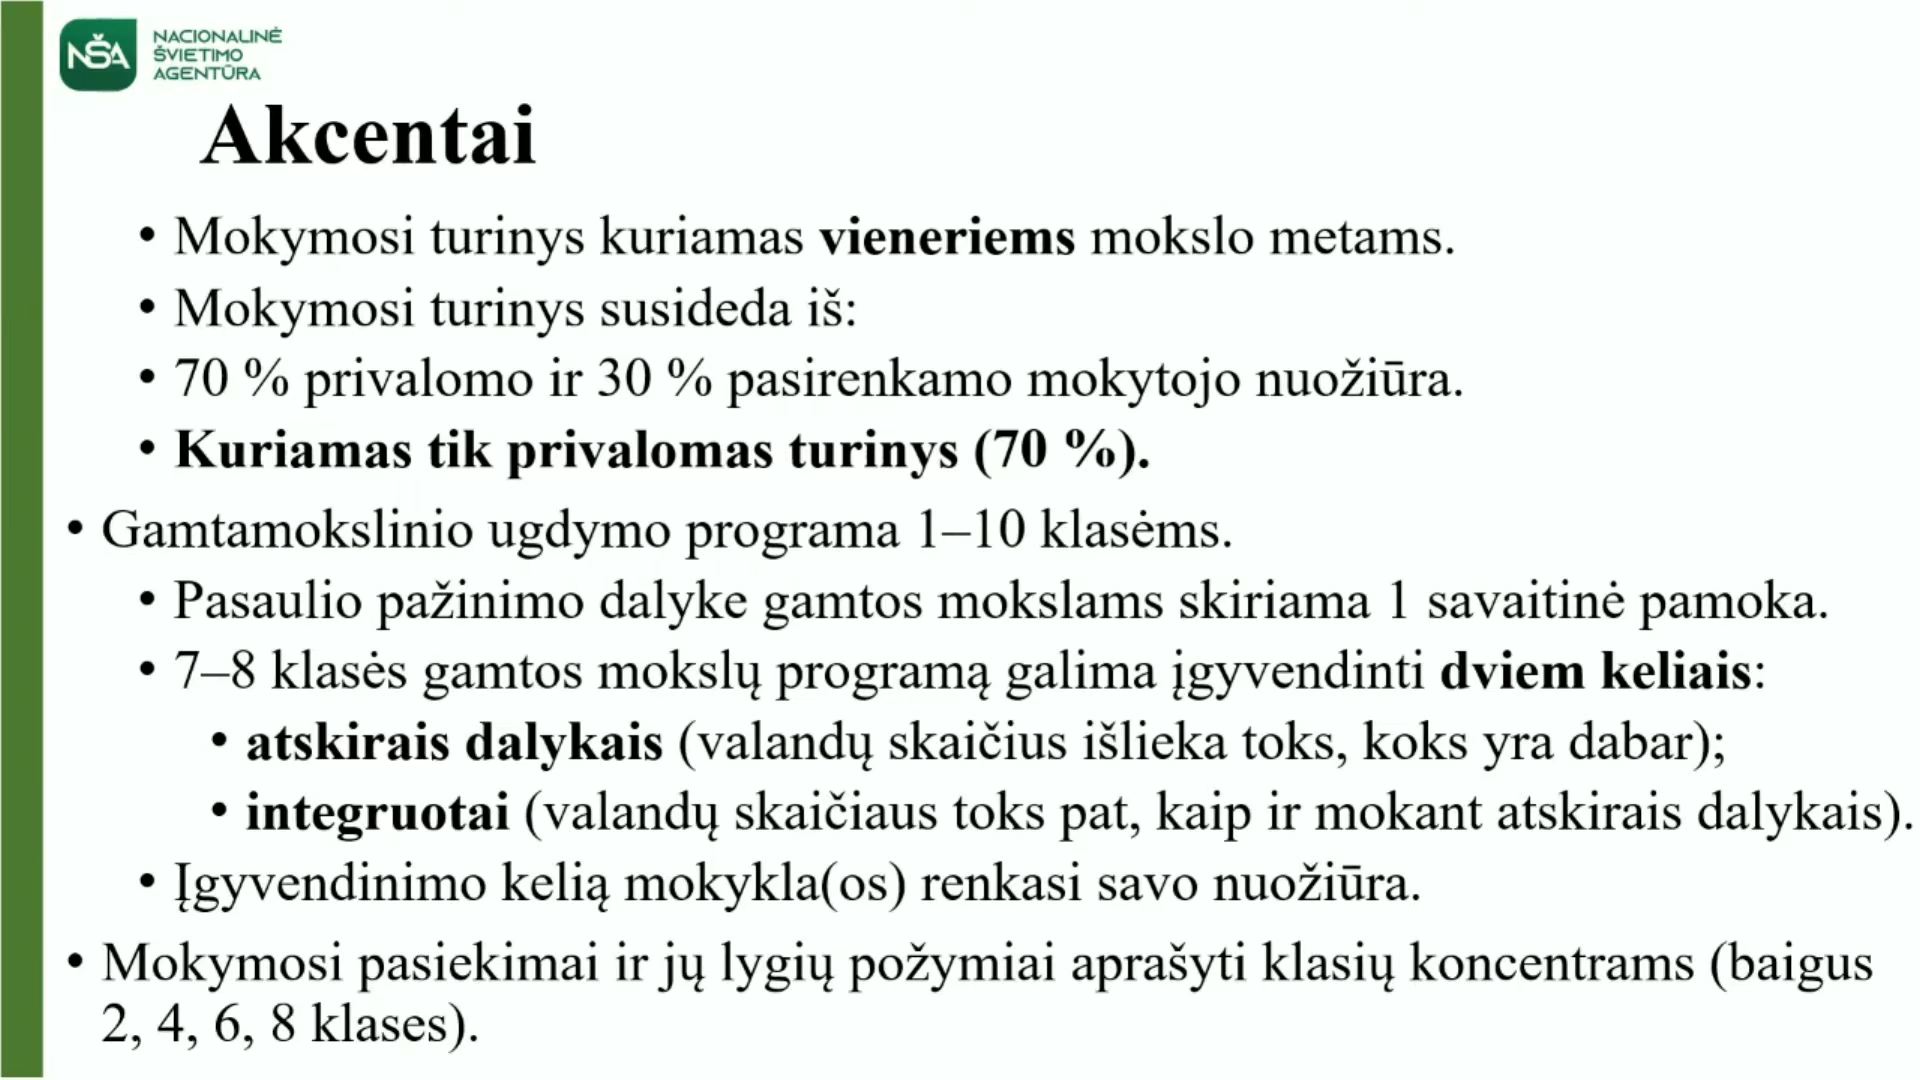 NŠA
NACIONALINĖ
ŠVIETIMO
AGENTŪRA
Akcentai
• Mokymosi turinys kuriamas vieneriems mokslo metams.
• Mokymosi turinys susideda iš:
• 70 % privalomo ir 30 % pasirenkamo mokytojo nuožiūra.
• Kuriamas tik privalomas turinys (70 %).
• Gamtamokslinio ugdymo programa 1–10 klasėms.
• Pasaulio pažinimo dalyke gamtos mokslams skiriama 1 savaitinė pamoka.
• 7–8 klasės gamtos mokslų programą galima įgyvendinti dviem keliais:
• atskirais dalykais (valandų skaičius išlieka toks, koks yra dabar);
• integruotai (valandų skaičiaus toks pat, kaip ir mokant atskirais dalykais).
• Įgyvendinimo kelią mokykla(os) renkasi savo nuožiūra.
• Mokymosi pasiekimai ir jų lygių požymiai aprašyti klasių koncentrams (baigus
2, 4, 6, 8 klases).